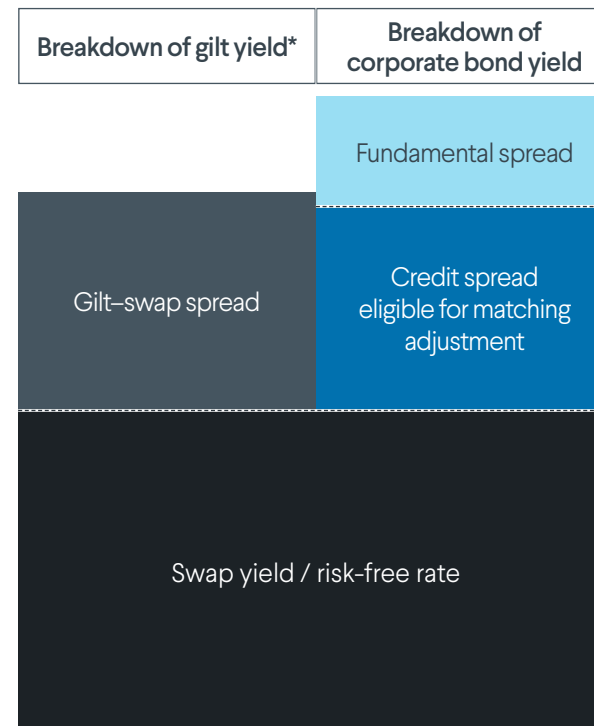 Breakdown of gilt yield*
Breakdown of
corporate bond yield
Fundamental spread
Gilt–swap spread
Credit spread
eligible for matching
adjustment
Swap yield / risk-free rate